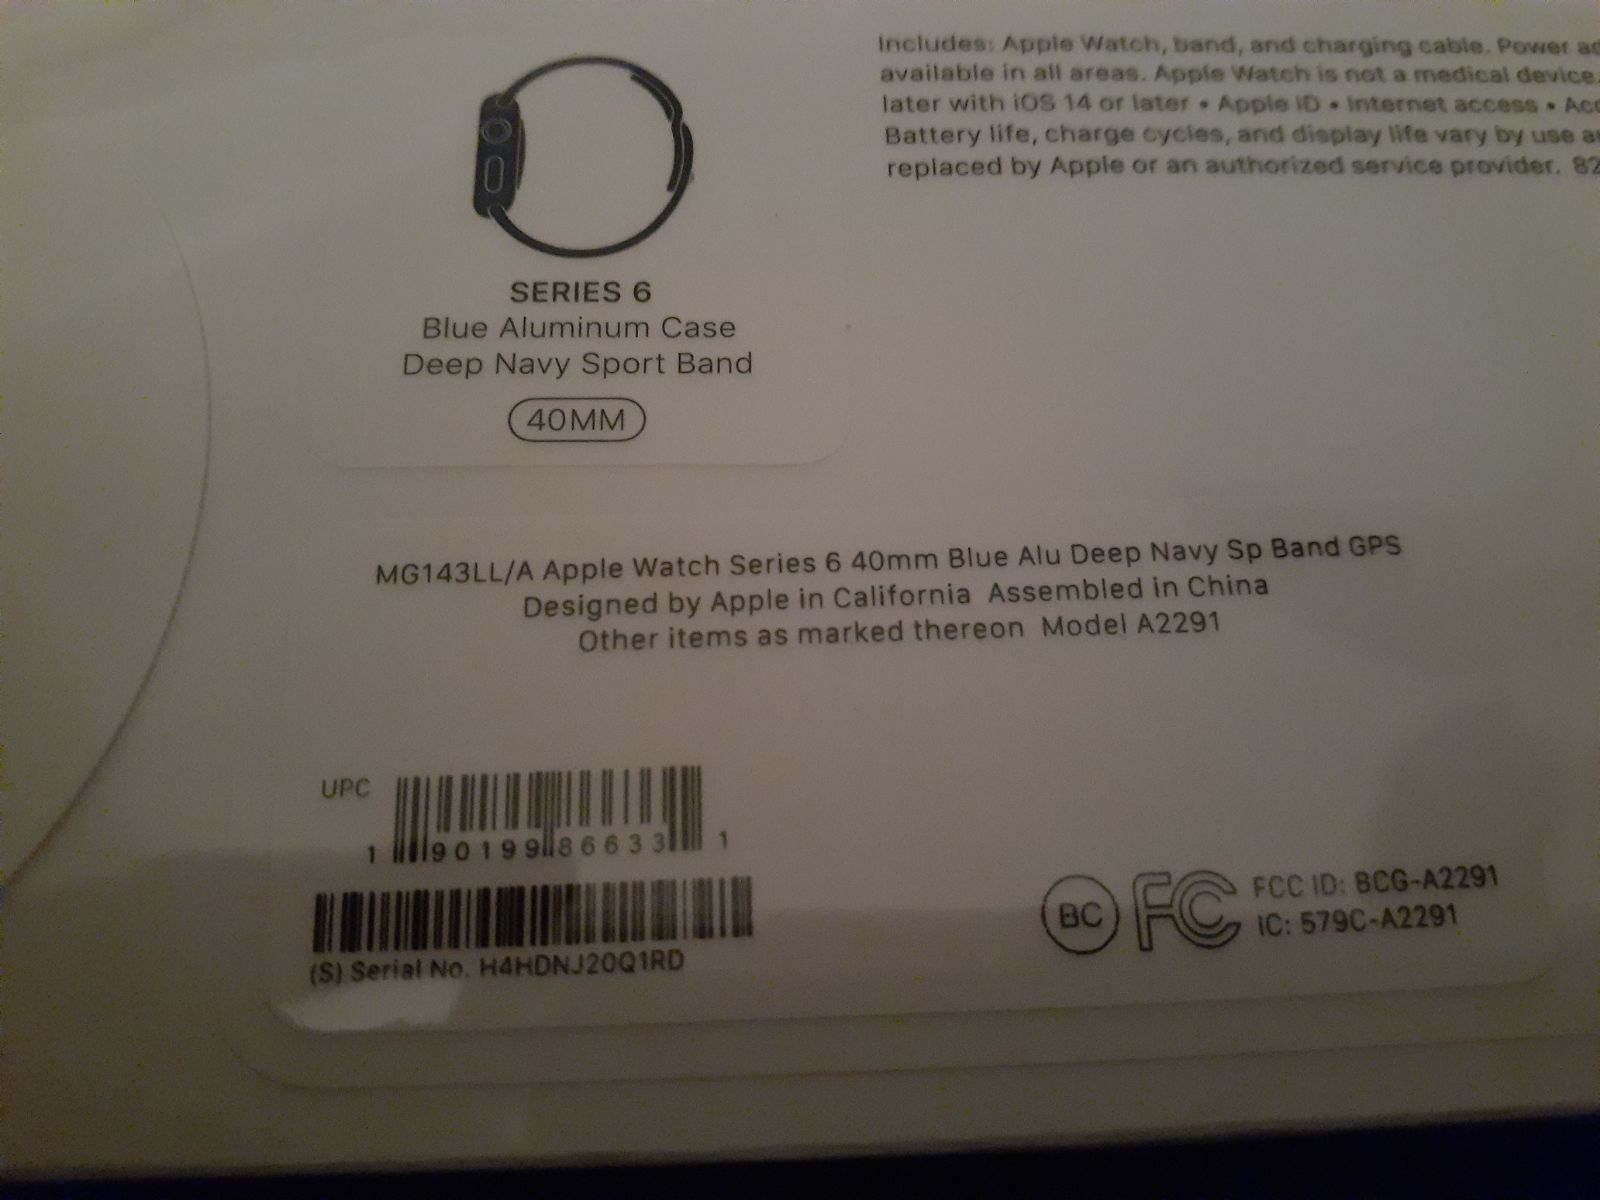 Includes: Apple Watch, band, and charging cable. Power
available in all areas. Apple Watch is not a medical device.
later with iOS 14 or later • Apple ID • Internet access •
Battery life, charge cycles, and display life vary by use
replaced by Apple or an authorized service provider. 82
SERIES 6
Blue Aluminum Case
Deep Navy Sport Band
40MM
MG143LL/A Apple Watch Series 6 40mm Blue Alu Deep Navy Sp Band GPS
Designed by Apple in California Assembled in China
Other items as marked thereon Model A2291
UPC
1 90199 86633 1
(S) Serial No. H4HDNJ20Q1RD
BC FC FCC ID: BCG-A2291
IC: 579C-A2291